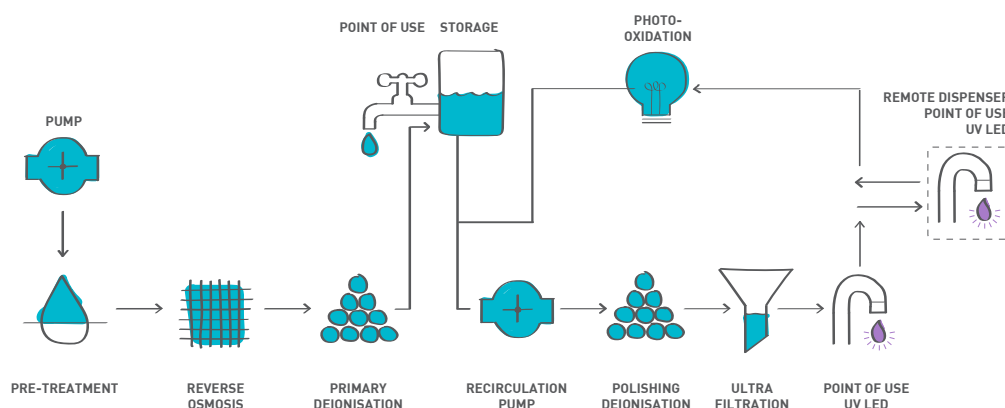 PHOTO-
OXIDATION
POINT OF USE
STORAGE
REMOTE DISPENSER
POINT OF USE
UV LED
PUMP
PRE-TREATMENT
REVERSE
OSMOSIS
PRIMARY
DEIONISATION
RECIRCULATION
PUMP
POLISHING
DEIONISATION
ULTRA
FILTRATION
POINT OF USE
UV LED